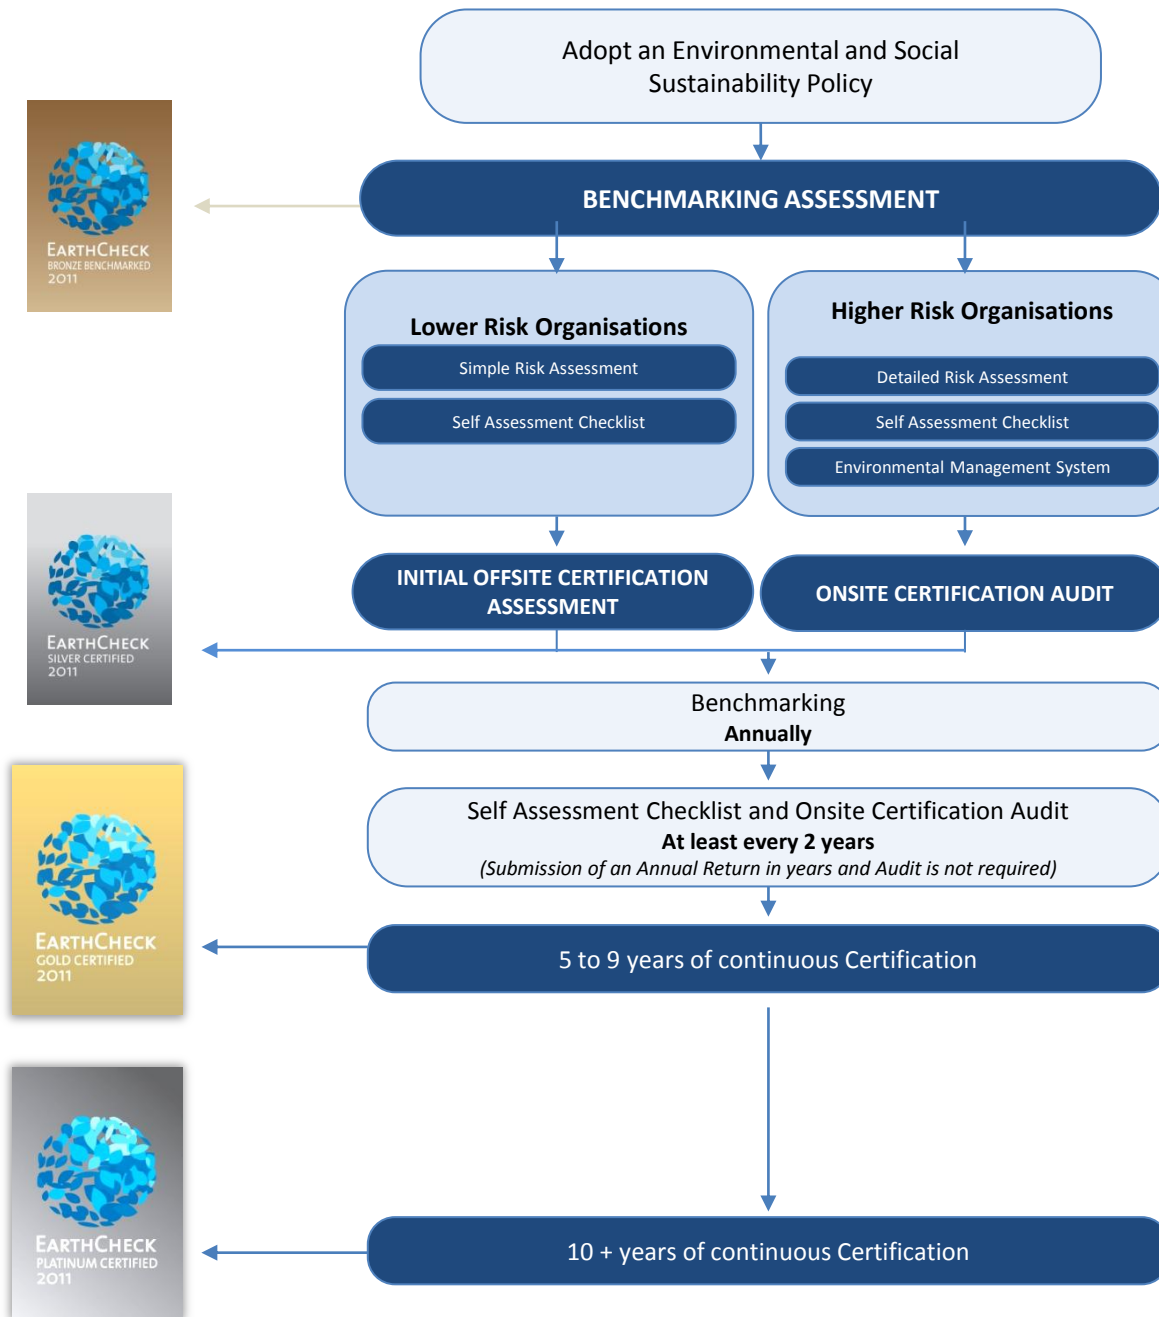 Adopt an Environmental and Social
Sustainability Policy
BENCHMARKING ASSESSMENT
EARTHCHECK
BRONZE BENCHMARKED
2011
Lower Risk Organisations
Simple Risk Assessment
Self Assessment Checklist
Higher Risk Organisations
Detailed Risk Assessment
Self Assessment Checklist
Environmental Management System
INITIAL OFFSITE CERTIFICATION
ASSESSMENT
ONSITE CERTIFICATION AUDIT
EARTHCHECK
SILVER CERTIFIED
2011
Benchmarking
Annually
Self Assessment Checklist and Onsite Certification Audit
At least every 2 years
(Submission of an Annual Return in years and Audit is not required)
EARTHCHECK
GOLD CERTIFIED
2011
5 to 9 years of continuous Certification
EARTHCHECK
PLATINUM CERTIFIED
2011
10 + years of continuous Certification